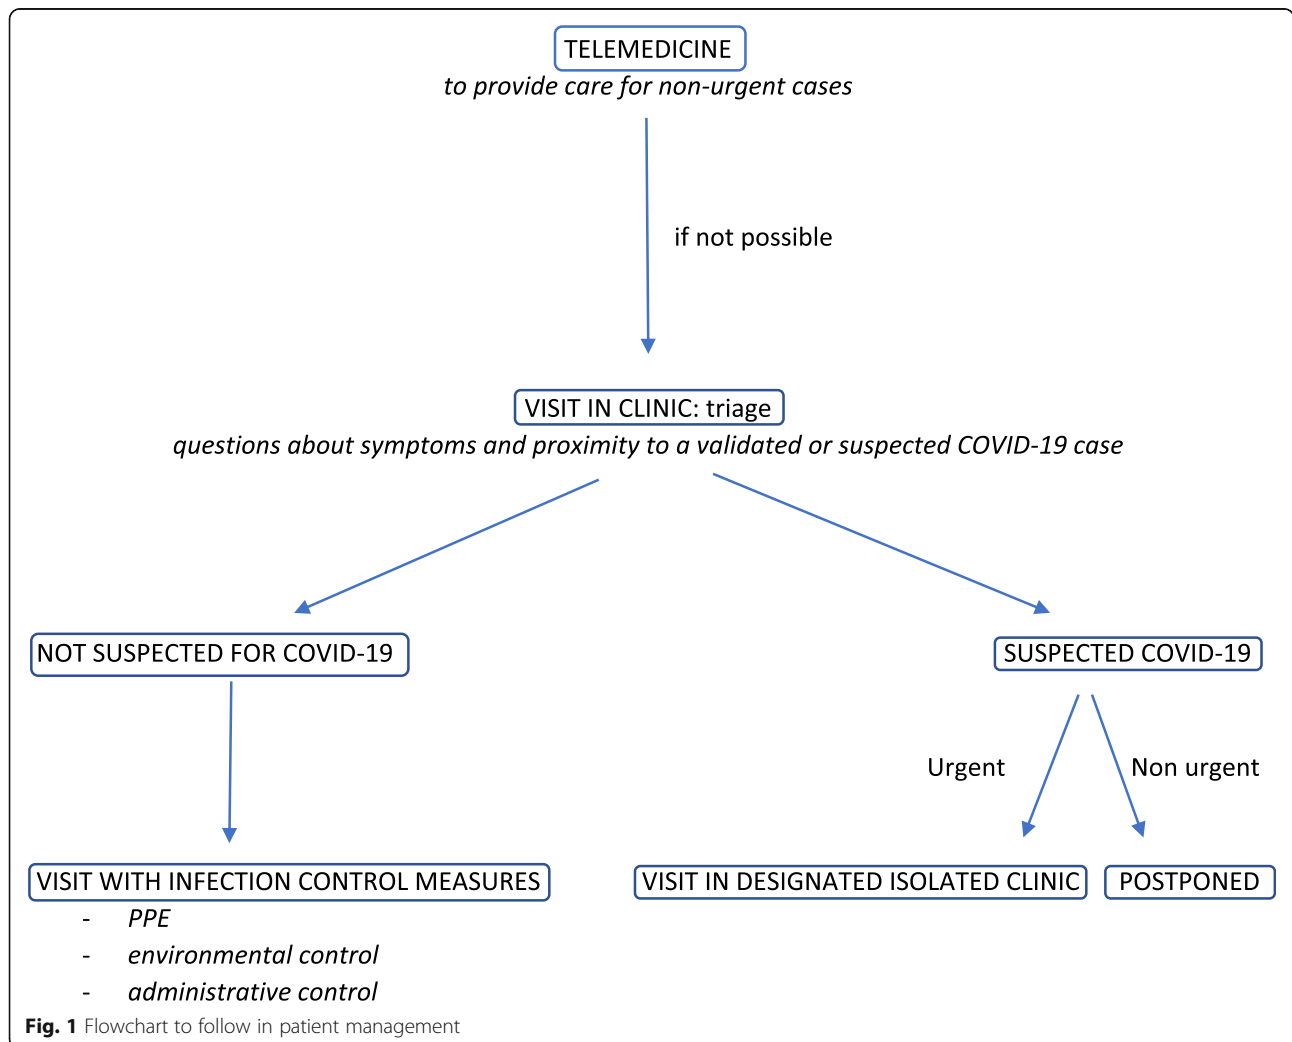 TELEMEDICINE
to provide care for non-urgent cases
if not possible
VISIT IN CLINIC: triage
questions about symptoms and proximity to a validated or suspected COVID-19 case
NOT SUSPECTED FOR COVID-19
SUSPECTED COVID-19
Urgent
Non urgent
VISIT WITH INFECTION CONTROL MEASURES
- PPE
- environmental control
- administrative control
VISIT IN DESIGNATED ISOLATED CLINIC
POSTPONED
Fig. 1 Flowchart to follow in patient management